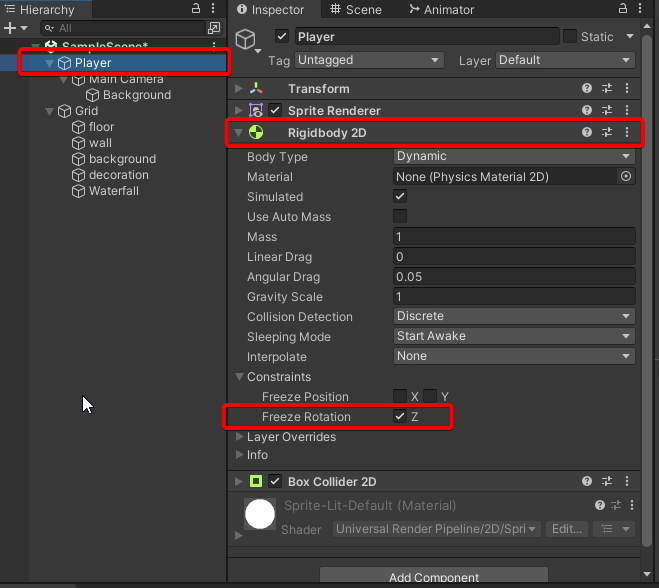 Hierarchy
All
SampleScene*
Player
Main Camera
Background
Grid
floor
wall
background
decoration
Waterfall
Inspector
Scene
Animator
Player
Static
Tag Untagged Layer Default
Transform
Sprite Renderer
Rigidbody 2D
Body Type Dynamic
Material None (Physics Material 2D)
Simulated
Use Auto Mass
Mass 1
Linear Drag 0
Angular Drag 0.05
Gravity Scale 1
Collision Detection Discrete
Sleeping Mode Start Awake
Interpolate None
Constraints
Freeze Position X Y
Freeze Rotation Z
Layer Overrides
Info
Box Collider 2D
Sprite-Lit-Default (Material)
Shader Universal Render Pipeline/2D/Spri Edit...
Add Component